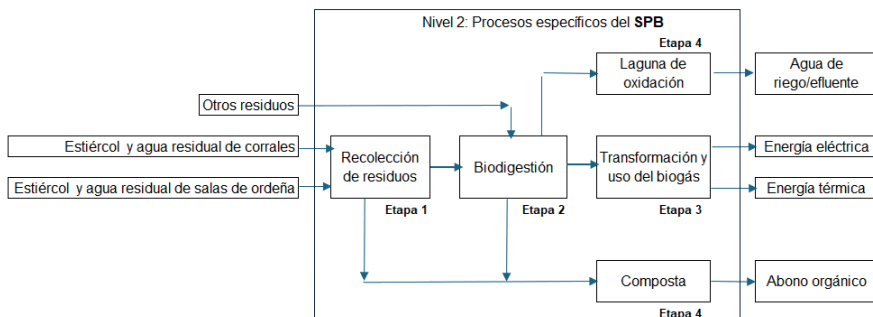 Nivel 2: Procesos específicos del SPB
Etapa 4
Laguna de
oxidación
Agua de
riego/efluente
Otros residuos
Estiércol y agua residual de corrales
Estiércol y agua residual de salas de ordeña
Recolección
de residuos
Etapa 1
Biodigestión
Etapa 2
Transformación y
uso del biogás
Etapa 3
Energía eléctrica
Energía térmica
Composta
Etapa 4
Abono orgánico